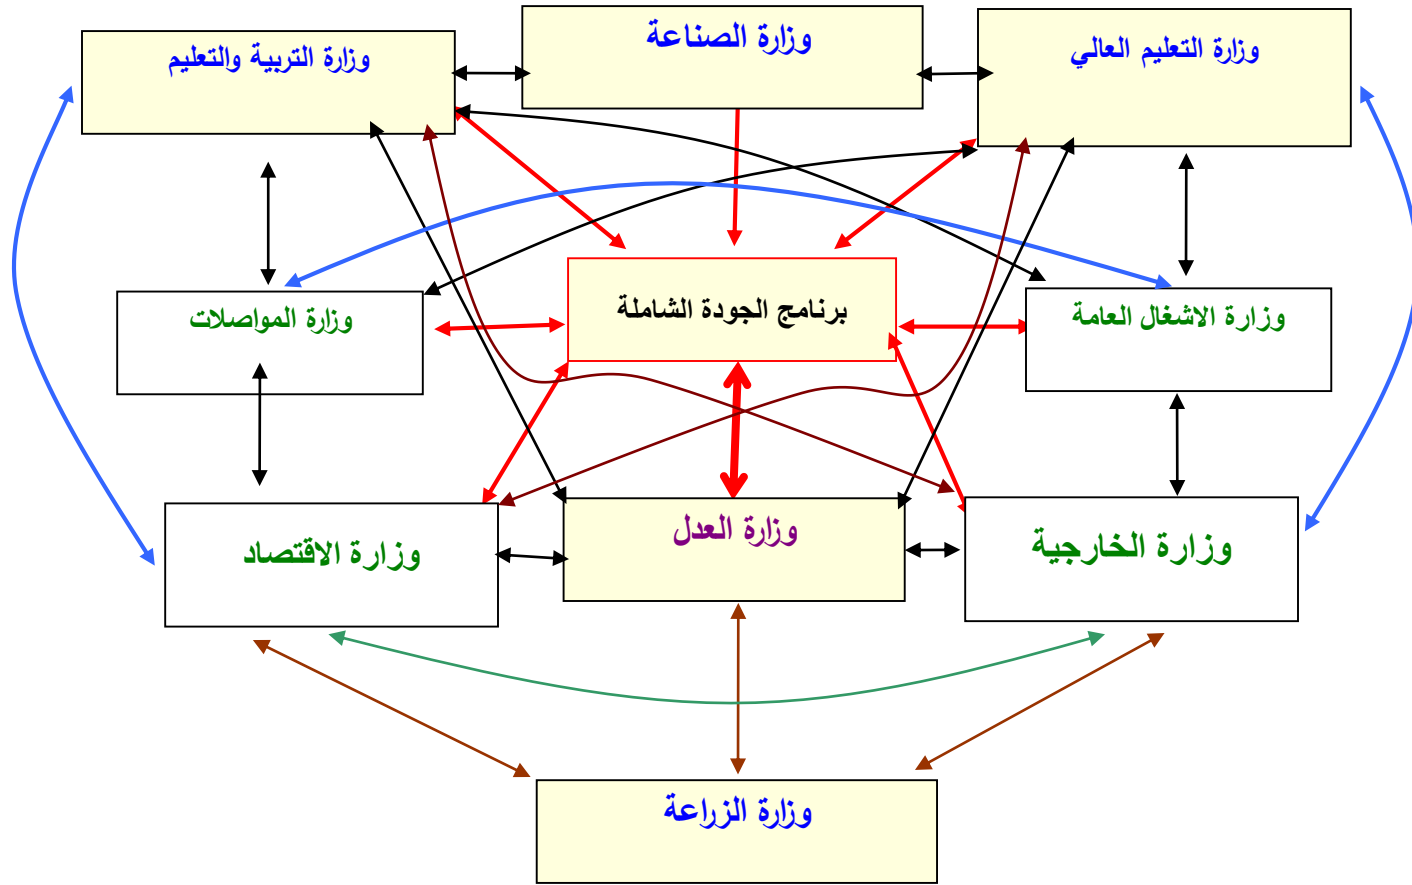 وزارة الصناعة
وزارة التعليم العالي
وزارة التربية والتعليم
برنامج الجودة الشاملة
وزارة الاشغال العامة
وزارة المواصلات
وزارة العدل
وزارة الخارجية
وزارة الاقتصاد
وزارة الزراعة